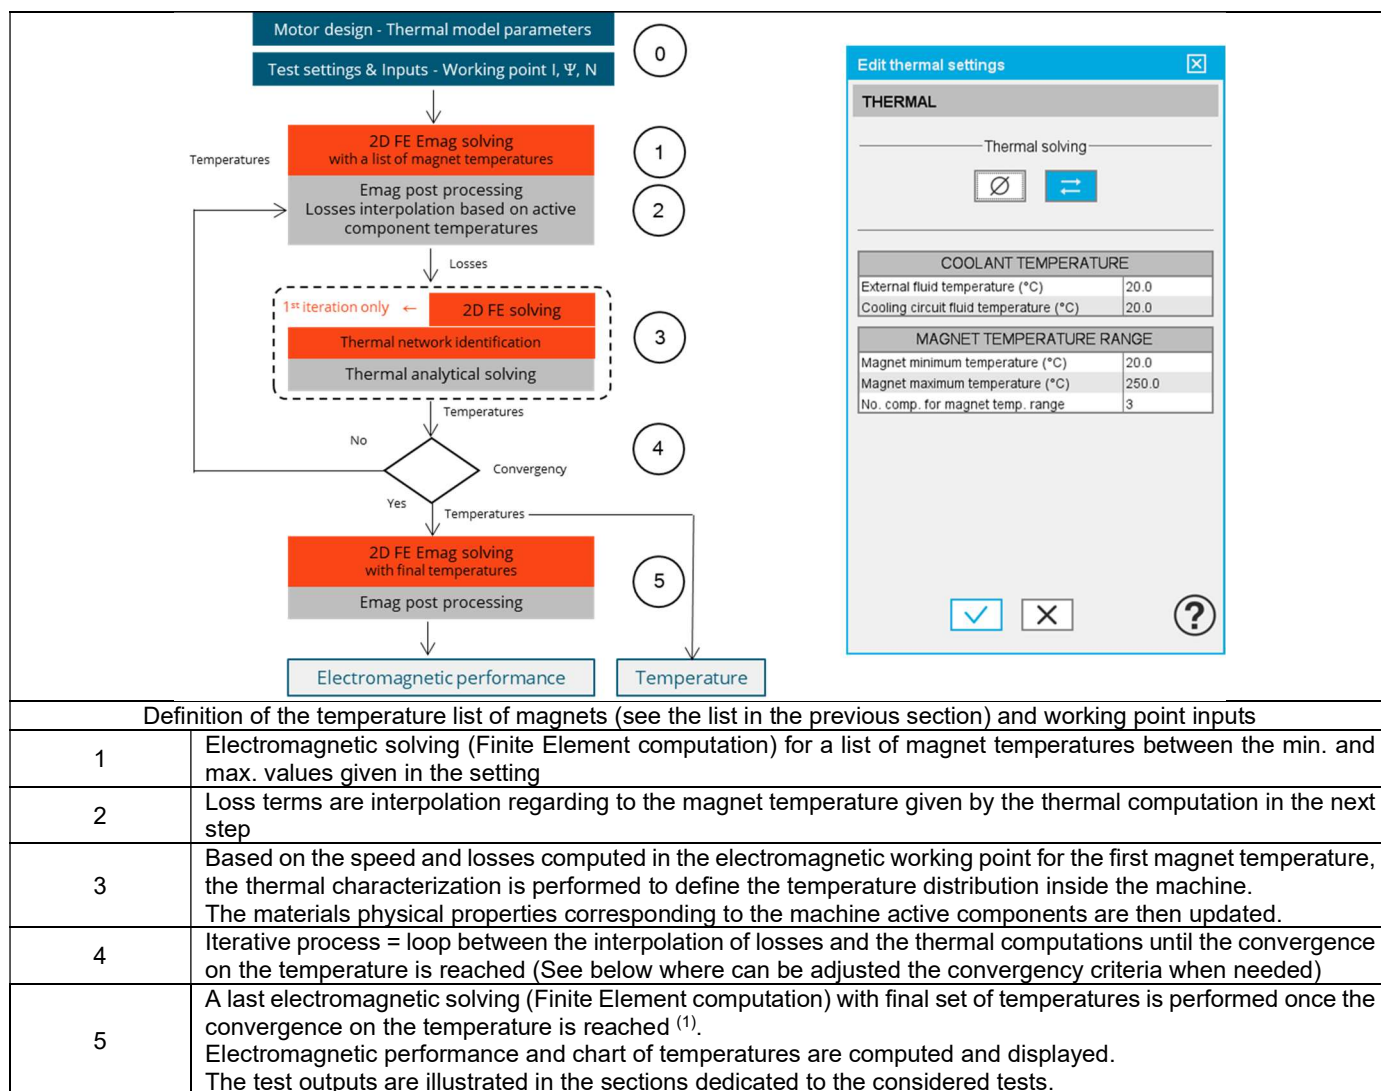 Motor design - Thermal model parameters
Test settings & Inputs - Working point I, Ψ, N
0
2D FE Emag solving
with a list of magnet temperatures
1
Temperatures
Emag post processing
Losses interpolation based on active
component temperatures
2
Losses
1st iteration only ←
2D FE solving
Thermal network identification
Thermal analytical solving
3
Temperatures
No
Convergency
4
Yes
Temperatures
2D FE Emag solving
with final temperatures
Emag post processing
5
Electromagnetic performance
Temperature
Edit thermal settings
THERMAL
Thermal solving
COOLANT TEMPERATURE
External fluid temperature (°C) 20.0
Cooling circuit fluid temperature (°C) 20.0
MAGNET TEMPERATURE RANGE
Magnet minimum temperature (°C) 20.0
Magnet maximum temperature (°C) 250.0
No. comp. for magnet temp. range 3
?
Definition of the temperature list of magnets (see the list in the previous section) and working point inputs
1
Electromagnetic solving (Finite Element computation) for a list of magnet temperatures between the min. and
max. values given in the setting
2
Loss terms are interpolation regarding to the magnet temperature given by the thermal computation in the next
step
3
Based on the speed and losses computed in the electromagnetic working point for the first magnet temperature,
the thermal characterization is performed to define the temperature distribution inside the machine.
The materials physical properties corresponding to the machine active components are then updated.
4
Iterative process = loop between the interpolation of losses and the thermal computations until the convergence
on the temperature is reached (See below where can be adjusted the convergency criteria when needed)
5
A last electromagnetic solving (Finite Element computation) with final set of temperatures is performed once the
convergence on the temperature is reached (1).
Electromagnetic performance and chart of temperatures are computed and displayed.
The test outputs are illustrated in the sections dedicated to the considered tests.